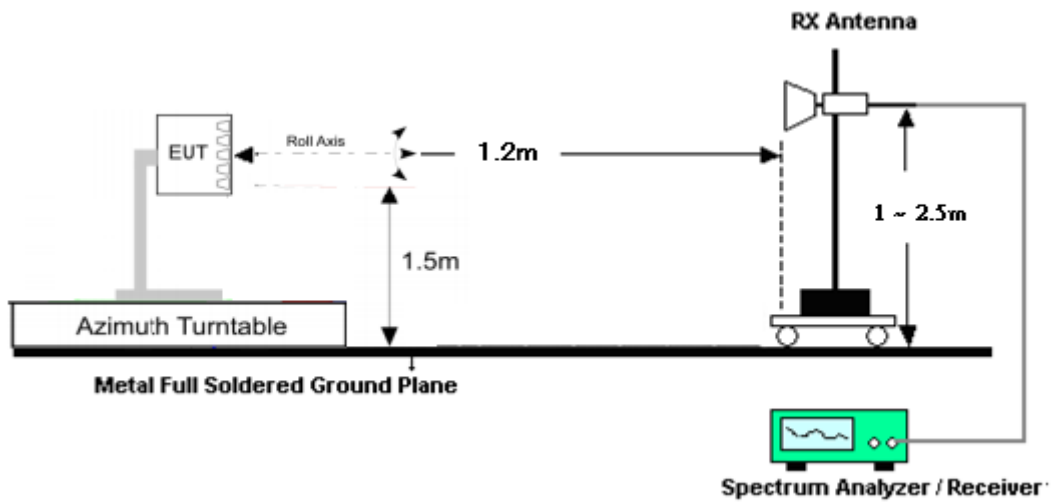 RX Antenna
EUT
Roll Axis
1.2m
1 ~ 2.5m
1.5m
Azimuth Turntable
Metal Full Soldered Ground Plane
Spectrum Analyzer / Receiver